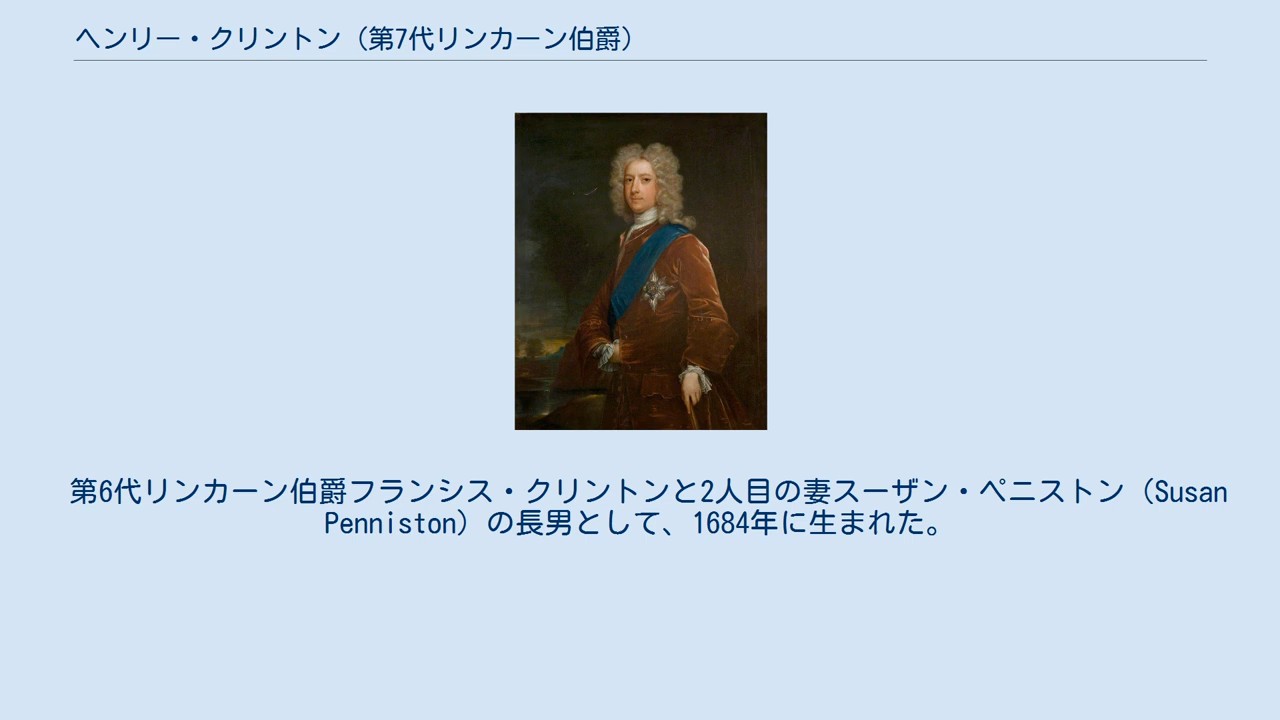 ヘンリー・クリントン（第7代リンカーン伯爵）
第6代リンカーン伯爵フランシス・クリントンと2人目の妻スーザン・ペニストン（Susan
Penniston）の長男として、1684年に生まれた。